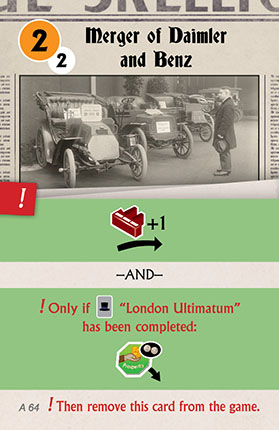 2
2
Merger of Daimler
and Benz
!
+1
–AND–
! Only if “London Ultimatum”
has been completed:
Prosperity
A 64 ! Then remove this card from the game.